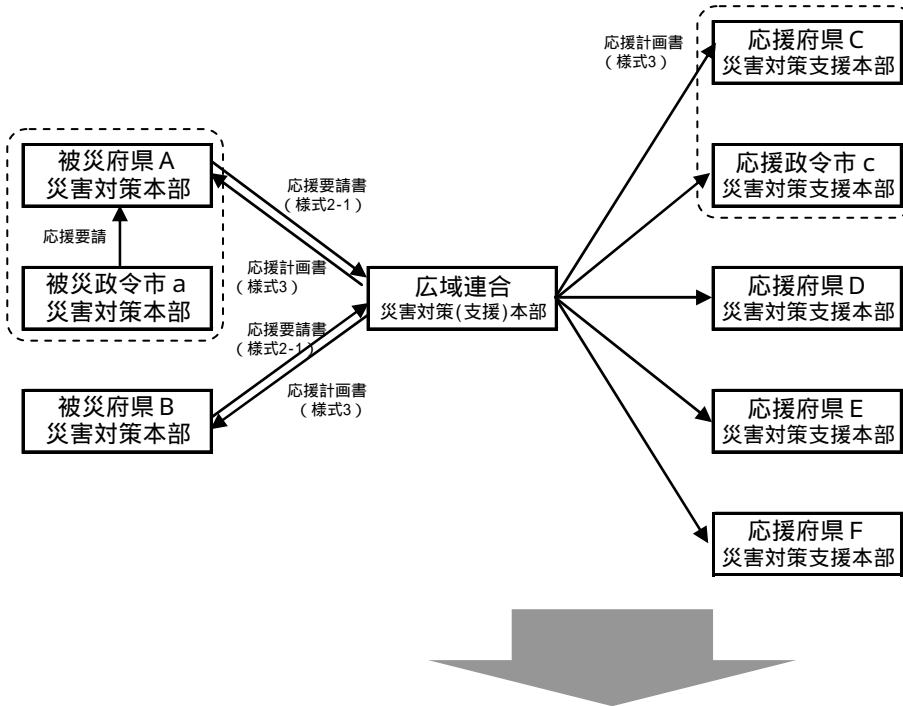 被災府県A
災害対策本部
応援要請
被災政令市a
災害対策本部
被災府県B
災害対策本部
応援要請書
(様式2-1)
応援計画書
(様式3)
応援要請書
(様式2-1)
応援計画書
(様式3)
広域連合
災害対策(支援)本部
応援計画書
(様式3)
応援府県C
災害対策支援本部
応援政令市c
災害対策支援本部
応援府県D
災害対策支援本部
応援府県E
災害対策支援本部
応援府県F
災害対策支援本部